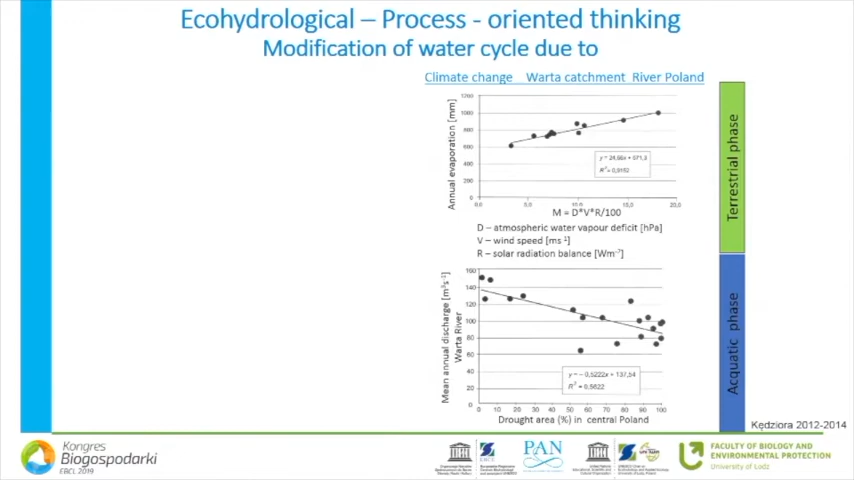 Ecohydrological – Process - oriented thinking
Modification of water cycle due to
Climate change Warta catchment River Poland
Annual evaporation [mm]
1200
1000
800
600
400
200
0
y = 24,66x + 571,3
R² = 0,9152
0,0 5,0 10,0 15,0 20,0
M = D*V*R/100
D – atmospheric water vapour deficit [hPa]
V – wind speed [ms⁻¹]
R – solar radiation balance [Wm⁻²]
Terrestrial phase
Mean annual discharge [m³s⁻¹]
Warta River
160
140
120
100
80
60
40
20
0
y = – 0,5222x + 137,54
R² = 0,5622
0 10 20 30 40 50 60 70 80 90 100
Drought area (%) in central Poland
Acquatic phase
Kędziora 2012-2014
Kongres
Biogospodarki
EBCL 2019
PAN
FACULTY OF BIOLOGY AND
ENVIRONMENTAL PROTECTION
University of Lodz